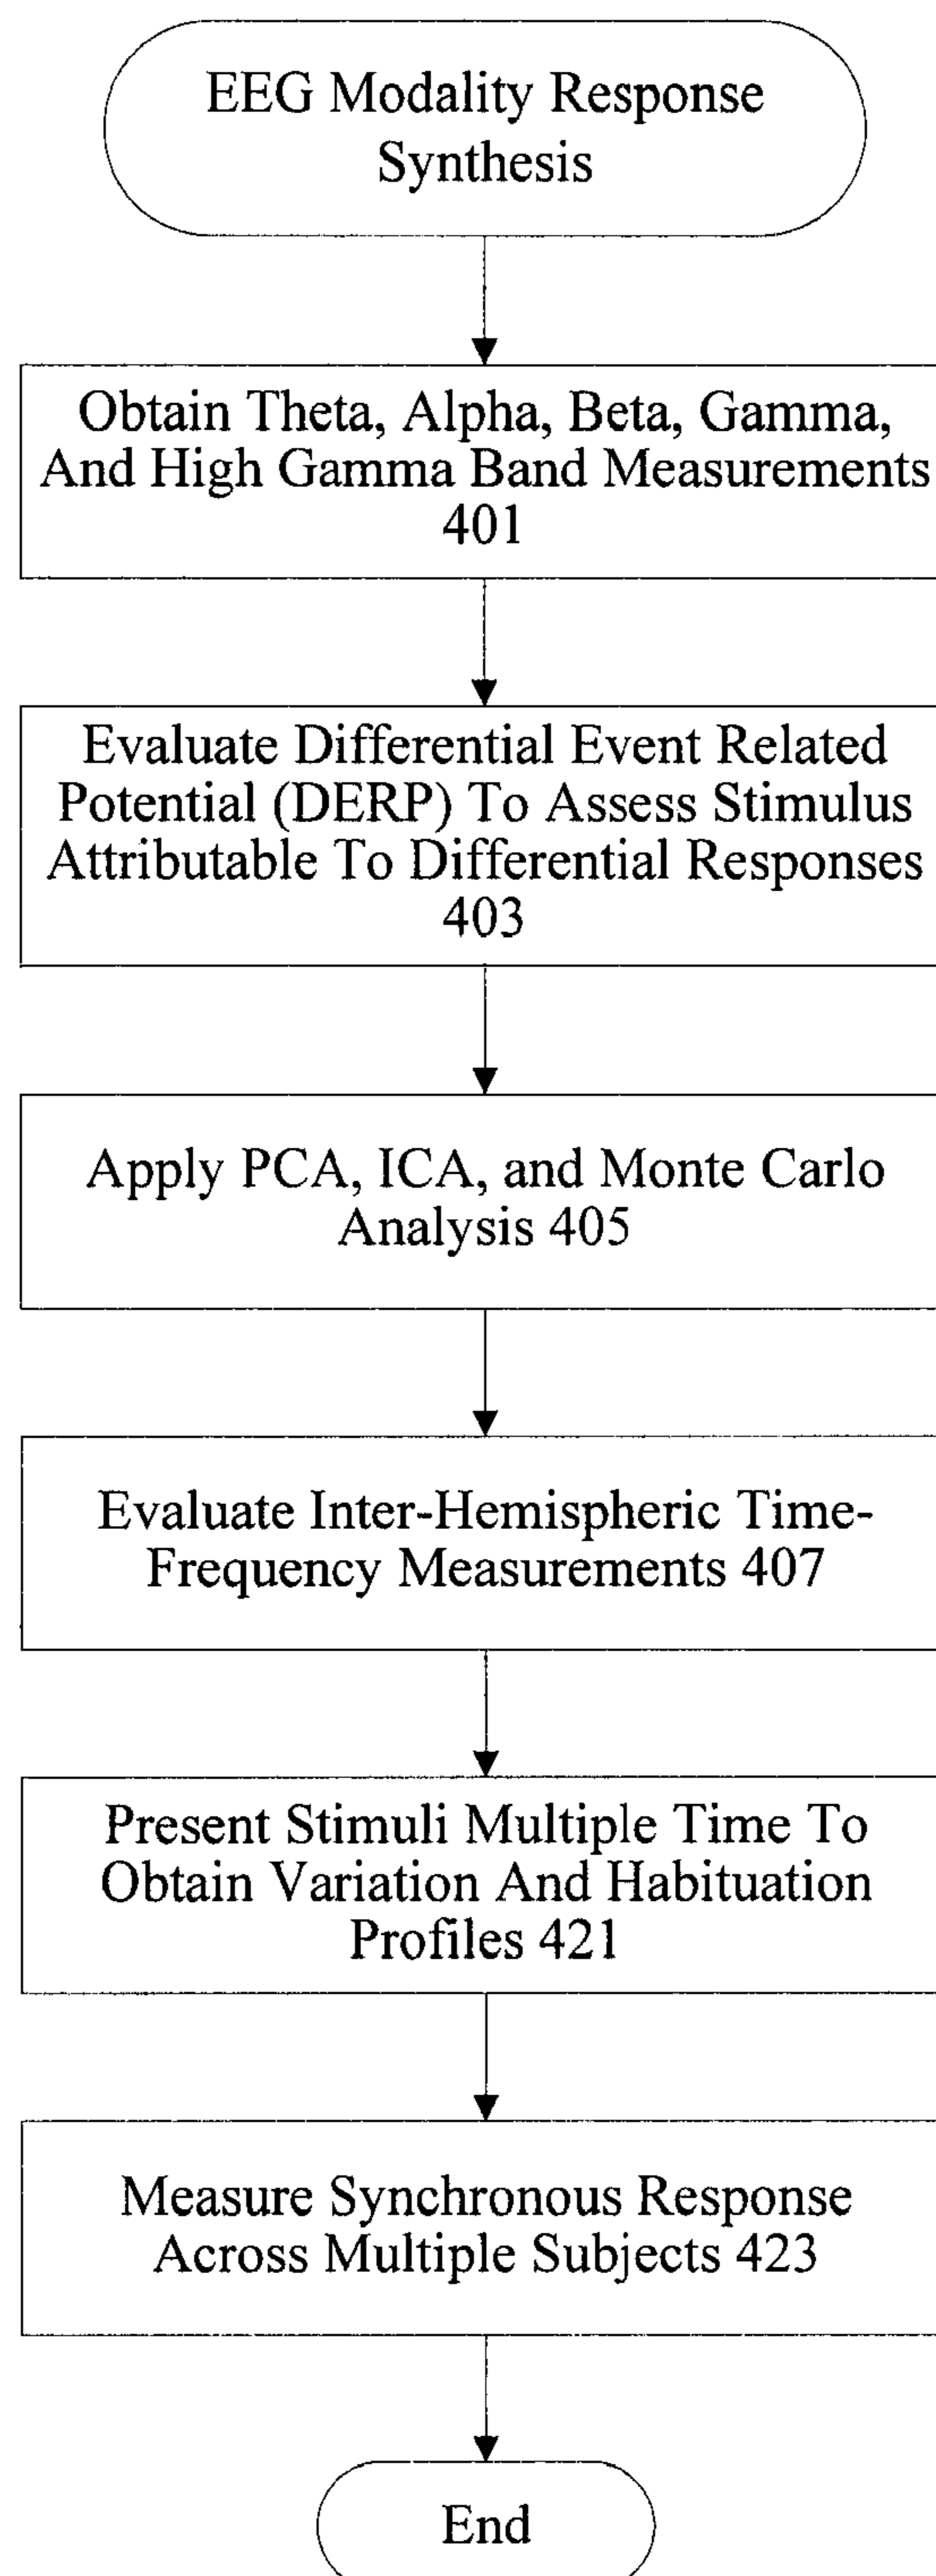 EEG Modality Response
Synthesis
Obtain Theta, Alpha, Beta, Gamma,
And High Gamma Band Measurements
401
Evaluate Differential Event Related
Potential (DERP) To Assess Stimulus
Attributable To Differential Responses
403
Apply PCA, ICA, and Monte Carlo
Analysis 405
Evaluate Inter-Hemispheric Time-
Frequency Measurements 407
Present Stimuli Multiple Time To
Obtain Variation And Habituation
Profiles 421
Measure Synchronous Response
Across Multiple Subjects 423
End